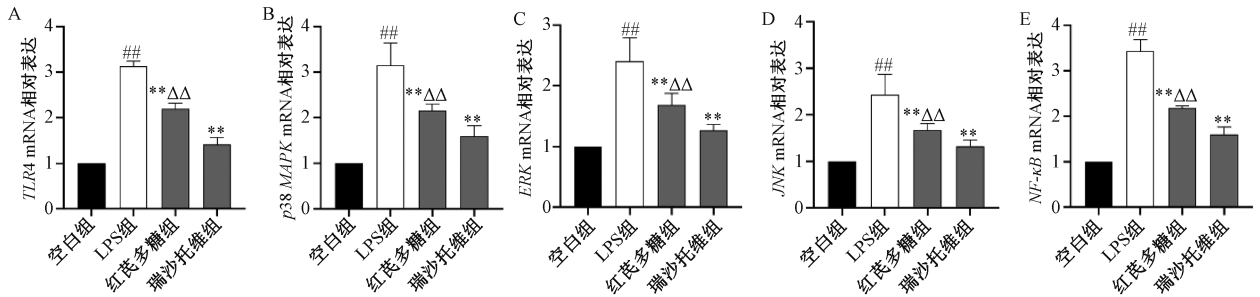 A
TLR4 mRNA相对表达
4
3
2
1
0
##
**ΔΔ
**
空白组
LPS组
红芪多糖组
瑞沙托维组
B
p38 MAPK mRNA相对表达
4
3
2
1
0
##
**ΔΔ
**
空白组
LPS组
红芪多糖组
瑞沙托维组
C
ERK mRNA相对表达
3
2
1
0
##
**ΔΔ
**
空白组
LPS组
红芪多糖组
瑞沙托维组
D
JNK mRNA相对表达
4
3
2
1
0
##
**ΔΔ
**
空白组
LPS组
红芪多糖组
瑞沙托维组
E
NF-κB mRNA相对表达
4
3
2
1
0
##
**ΔΔ
**
空白组
LPS组
红芪多糖组
瑞沙托维组